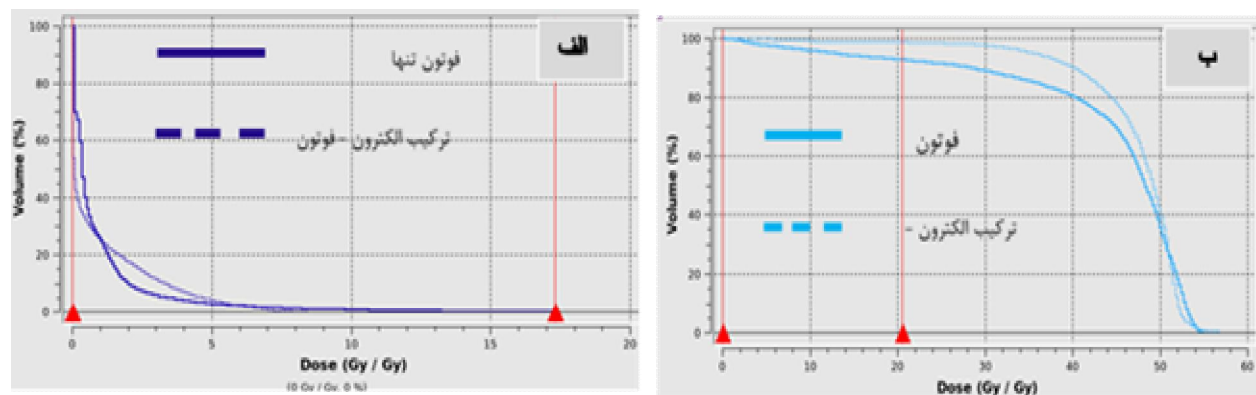 الف
فوتون تنها
ترکیب الکترون - فوتون
Volume (%)
100
80
60
40
20
0
0 5 10 15 20
Dose (Gy / Gy)
(0 Gy / Gy, 0 %)
ب
فوتون
ترکیب الکترون -
Volume (%)
100
80
60
40
20
0
0 10 20 30 40 50 60
Dose (Gy / Gy)